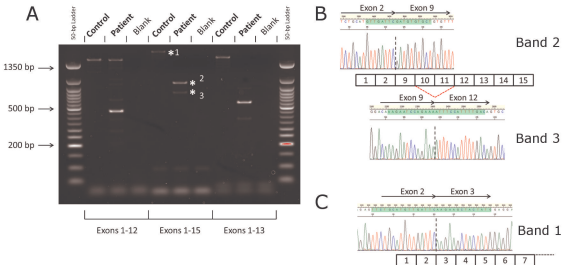 A
50-bp Ladder
Control
Patient
Blank
Control
Patient
Blank
Control
Patient
Blank
50-bp Ladder
1350 bp
500 bp
200 bp
*1
* 2
* 3
Exons 1-12
Exons 1-15
Exons 1-13
B
Exon 2 Exon 9
Band 2
1 2 9 10 11 12 13 14 15
Exon 9 Exon 12
Band 3
C
Exon 2 Exon 3
Band 1
1 2 3 4 5 6 7